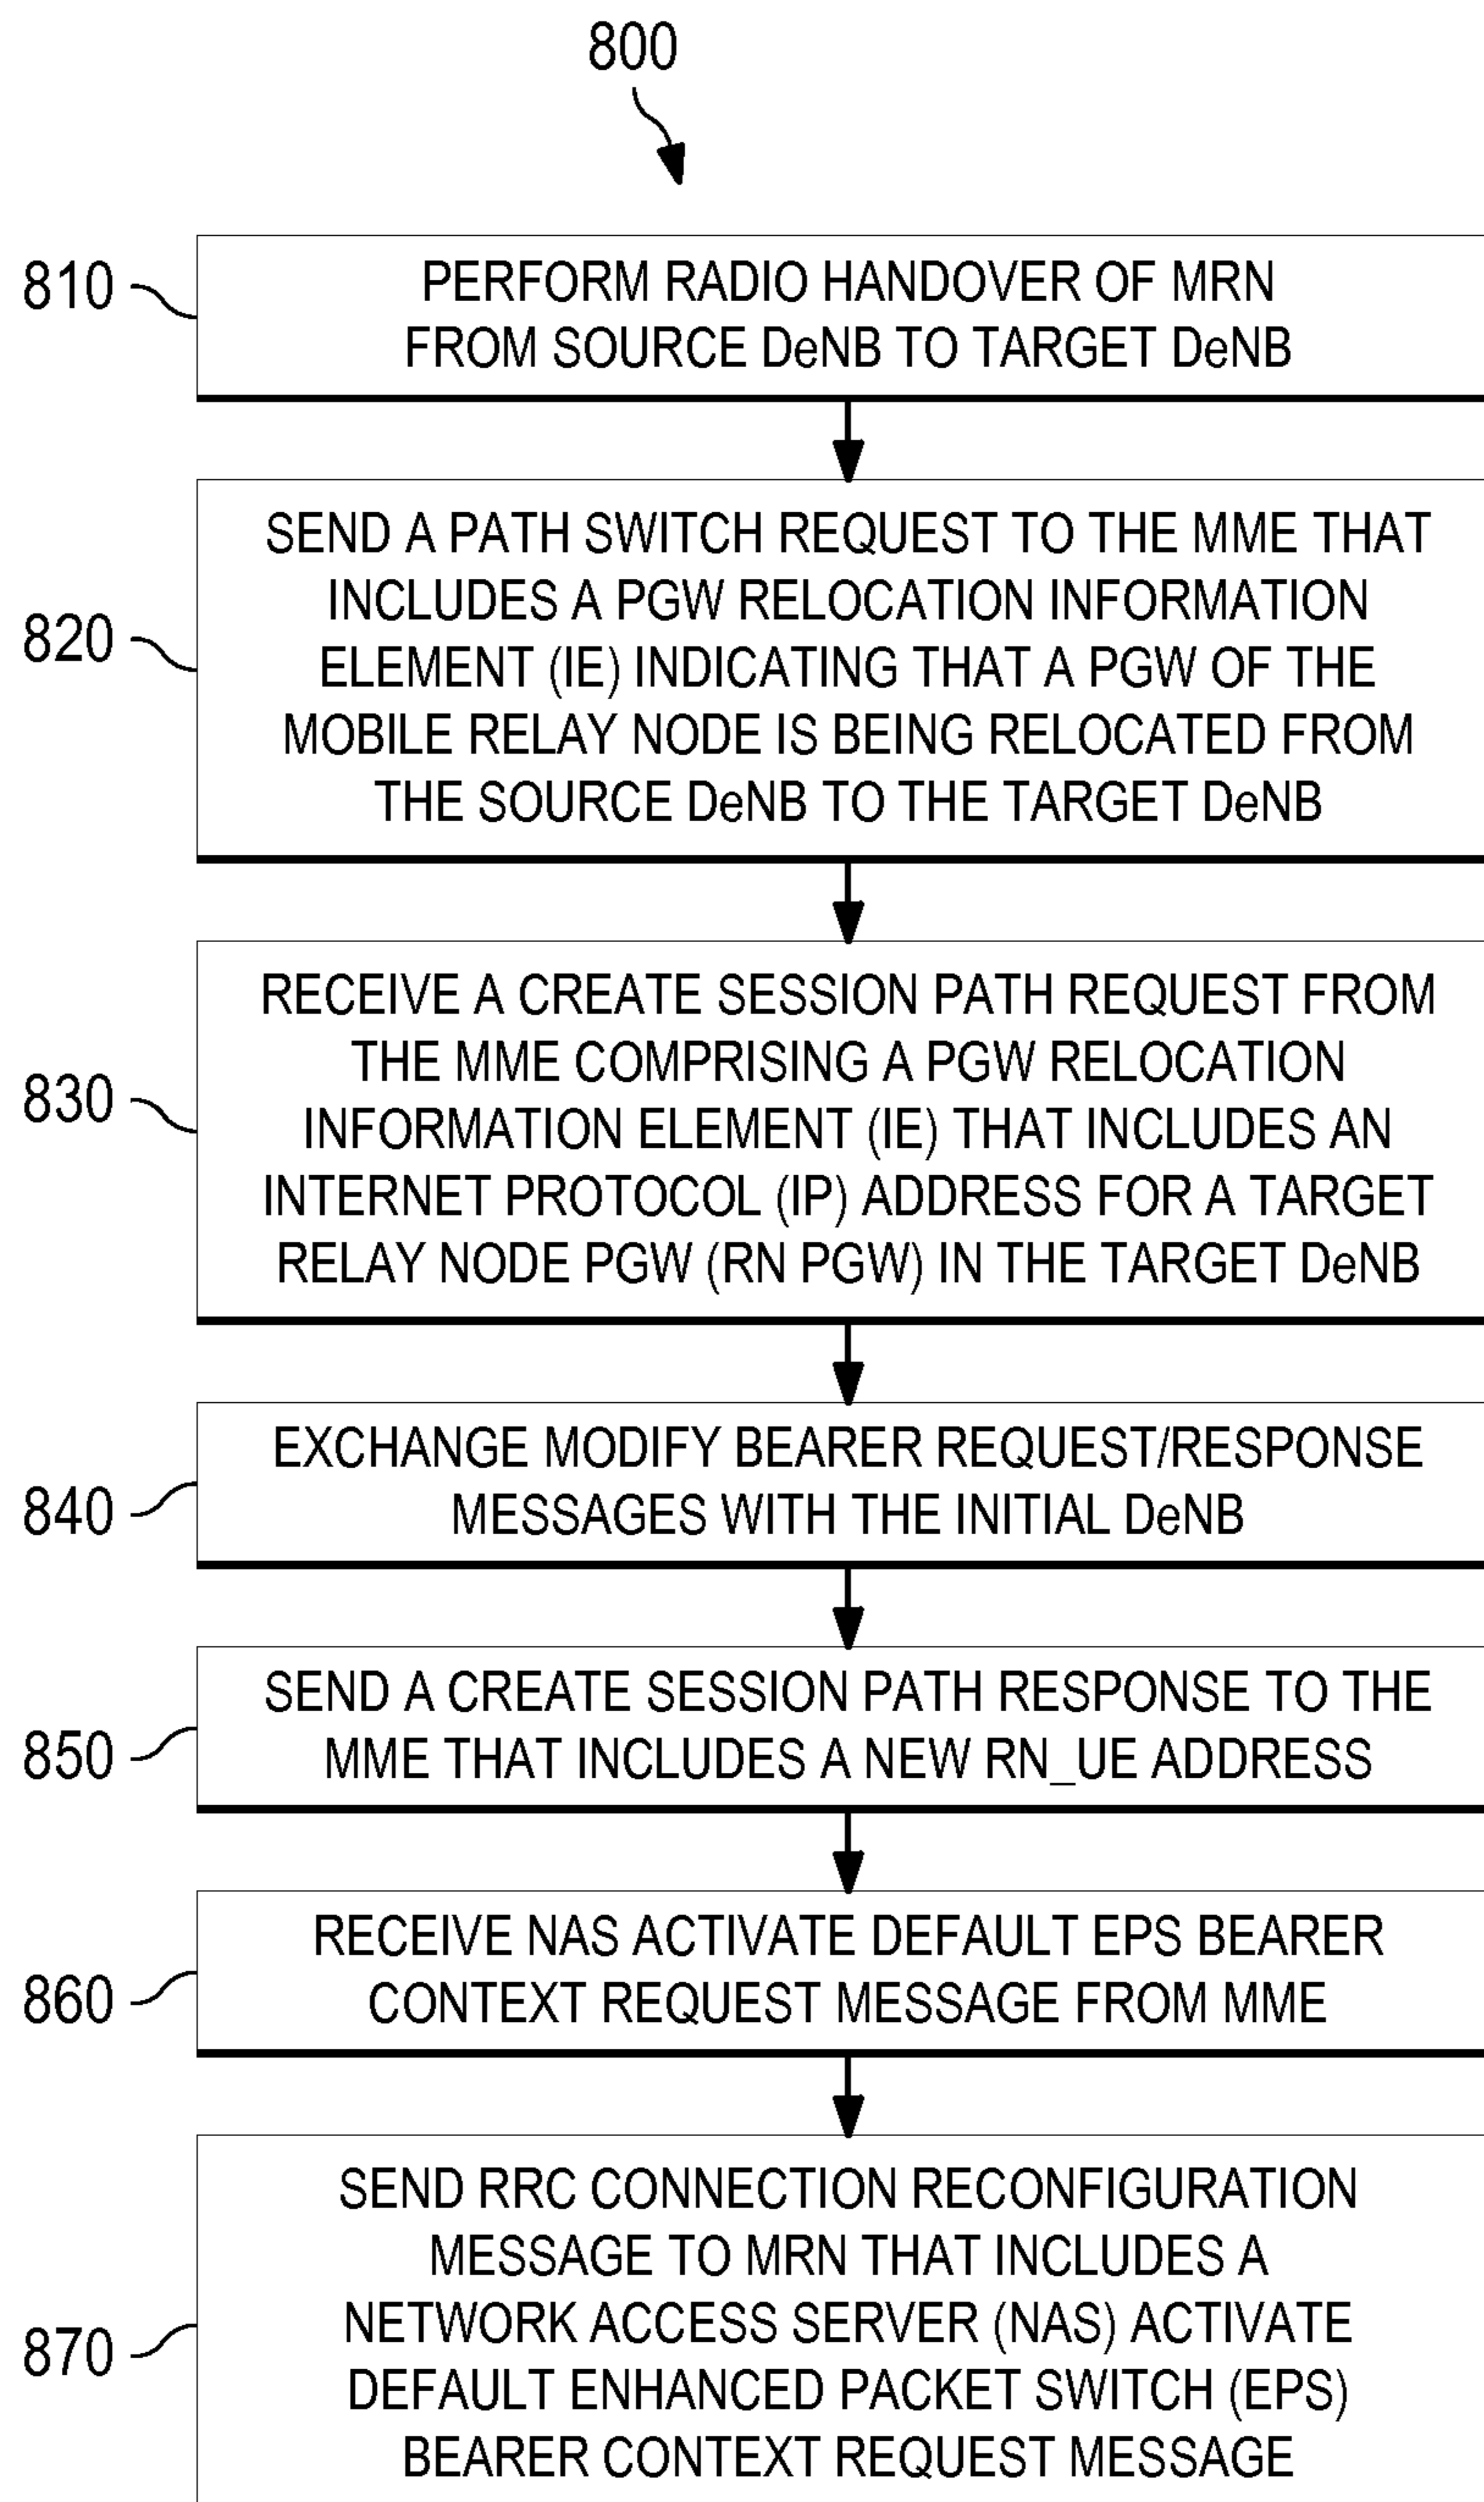 800
810
PERFORM RADIO HANDOVER OF MRN
FROM SOURCE DeNB TO TARGET DeNB
820
SEND A PATH SWITCH REQUEST TO THE MME THAT
INCLUDES A PGW RELOCATION INFORMATION
ELEMENT (IE) INDICATING THAT A PGW OF THE
MOBILE RELAY NODE IS BEING RELOCATED FROM
THE SOURCE DeNB TO THE TARGET DeNB
830
RECEIVE A CREATE SESSION PATH REQUEST FROM
THE MME COMPRISING A PGW RELOCATION
INFORMATION ELEMENT (IE) THAT INCLUDES AN
INTERNET PROTOCOL (IP) ADDRESS FOR A TARGET
RELAY NODE PGW (RN PGW) IN THE TARGET DeNB
840
EXCHANGE MODIFY BEARER REQUEST/RESPONSE
MESSAGES WITH THE INITIAL DeNB
850
SEND A CREATE SESSION PATH RESPONSE TO THE
MME THAT INCLUDES A NEW RN_UE ADDRESS
860
RECEIVE NAS ACTIVATE DEFAULT EPS BEARER
CONTEXT REQUEST MESSAGE FROM MME
870
SEND RRC CONNECTION RECONFIGURATION
MESSAGE TO MRN THAT INCLUDES A
NETWORK ACCESS SERVER (NAS) ACTIVATE
DEFAULT ENHANCED PACKET SWITCH (EPS)
BEARER CONTEXT REQUEST MESSAGE